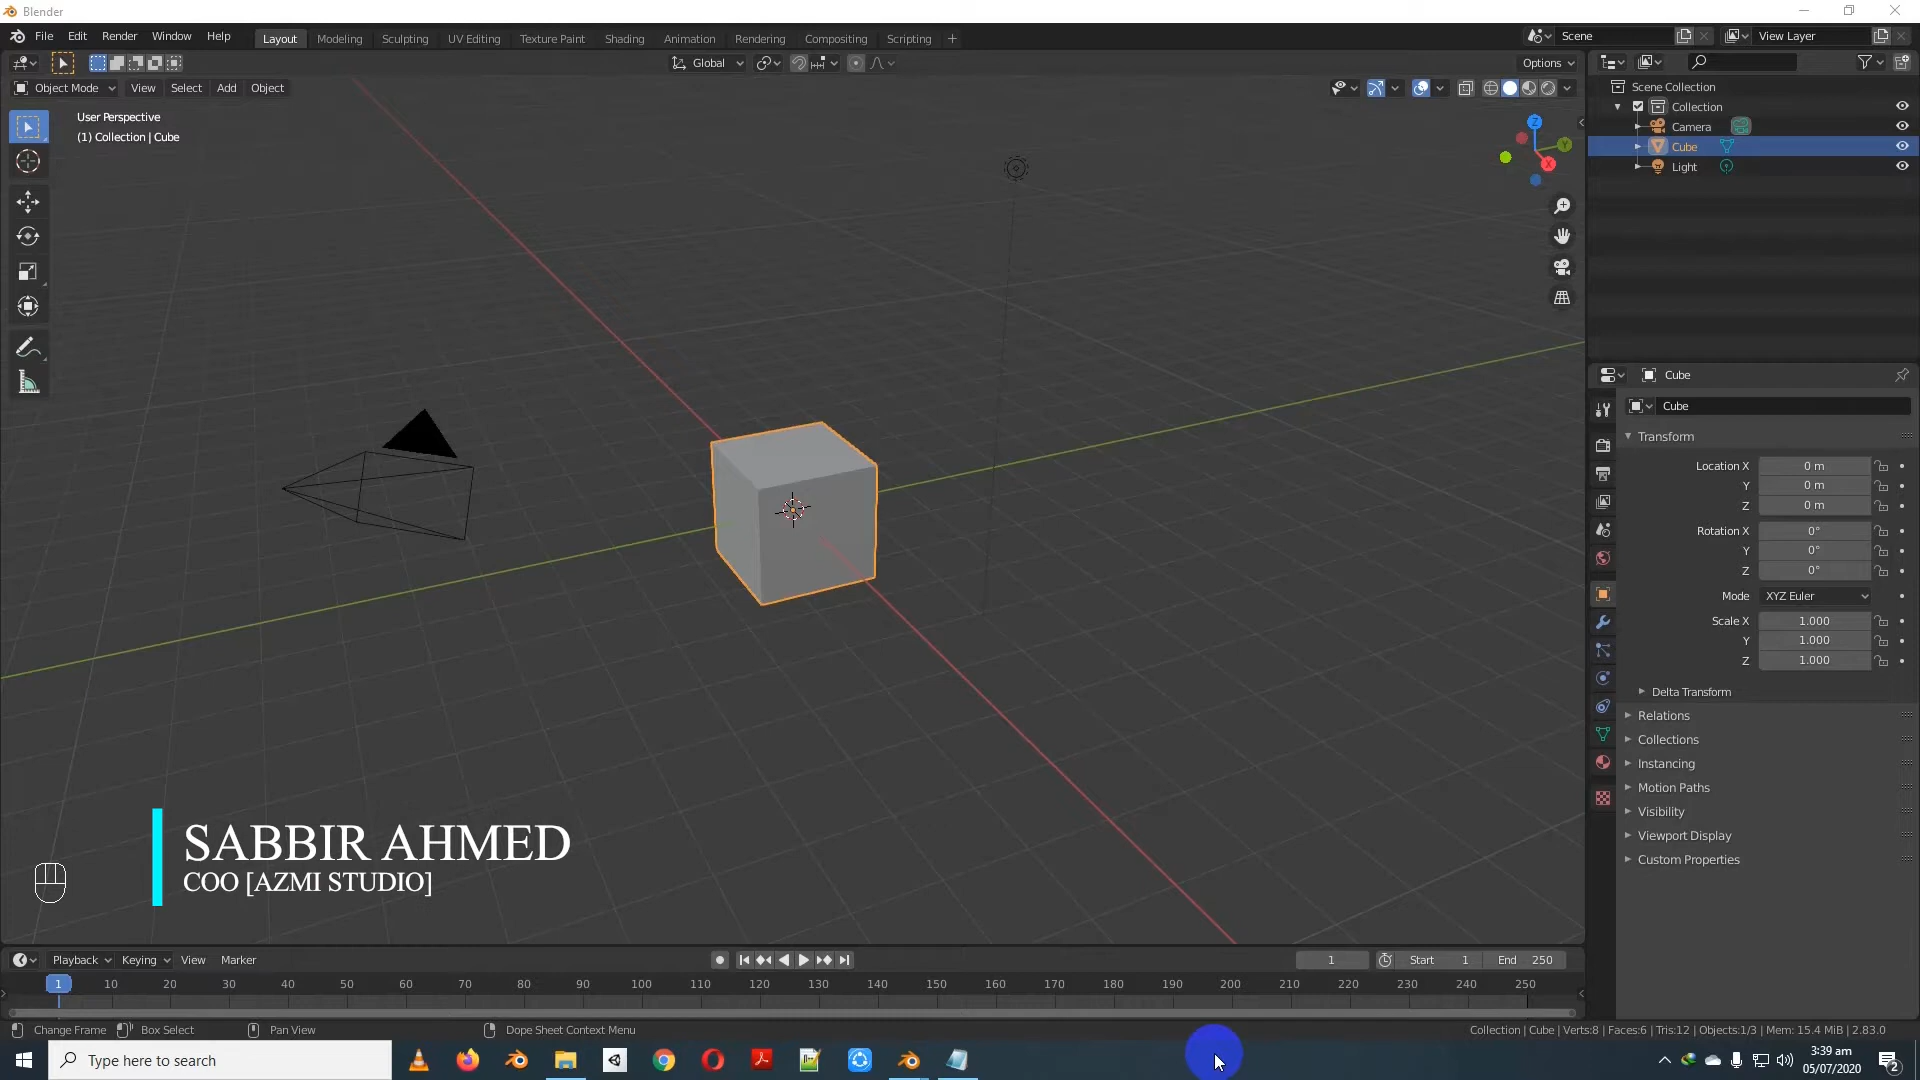 Blender
File Edit Render Window Help Layout Modeling Sculpting UV Editing Texture Paint Shading Animation Rendering Compositing Scripting + Scene View Layer
Global Options
Object Mode View Select Add Object
User Perspective
(1) Collection | Cube
Z
Y
X
Scene Collection
Collection
Camera
Cube
Light
Cube
Cube
Transform
Location X 0 m
Y 0 m
Z 0 m
Rotation X 0°
Y 0°
Z 0°
Mode XYZ Euler
Scale X 1.000
Y 1.000
Z 1.000
Delta Transform
Relations
Collections
Instancing
Motion Paths
Visibility
Viewport Display
Custom Properties
SABBIR AHMED
COO [AZMI STUDIO]
Playback Keying View Marker 1 Start 1 End 250
1 10 20 30 40 50 60 70 80 90 100 110 120 130 140 150 160 170 180 190 200 210 220 230 240 250
Change Frame Box Select Pan View Dope Sheet Context Menu Collection | Cube | Verts:8 | Faces:6 | Tris:12 | Objects:1/3 | Mem: 15.4 MiB | 2.83.0
Type here to search
3:39 am
05/07/2020
2